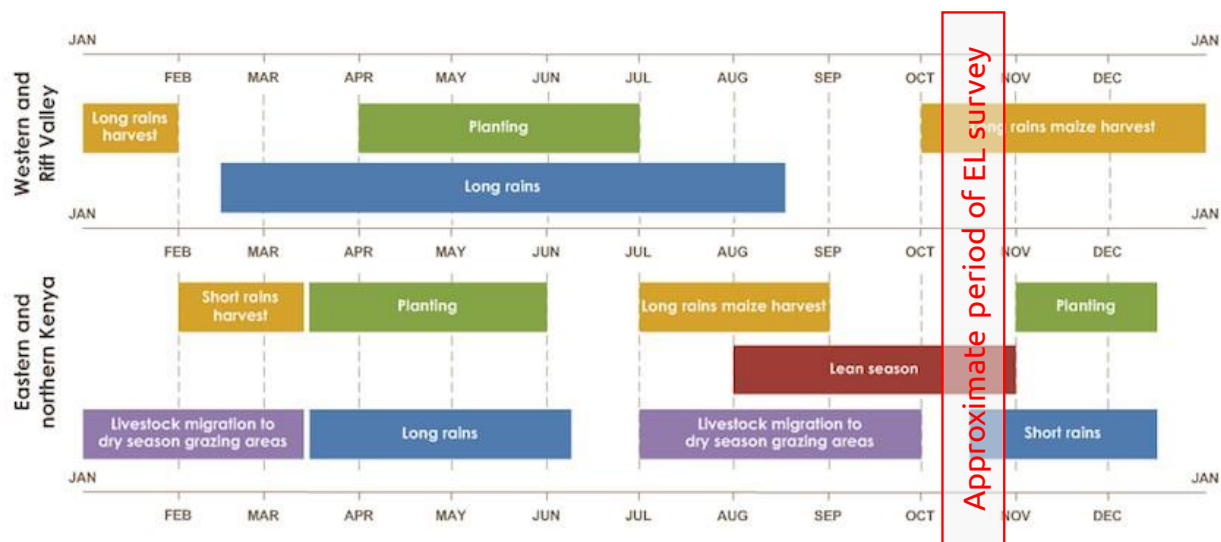 JAN JAN
FEB MAR APR MAY JUN JUL AUG SEP OCT NOV DEC
Western and
Rift Valley
Long rains
harvest
Planting
rains maize harvest
Long rains
JAN JAN
FEB MAR APR MAY JUN JUL AUG SEP OCT NOV DEC
Eastern and
northern Kenya
Short rains
harvest
Planting
Long rains maize harvest
Planting
Lean season
Livestock migration to
dry season grazing areas
Long rains
Livestock migration to
dry season grazing areas
Short rains
JAN JAN
FEB MAR APR MAY JUN JUL AUG SEP OCT NOV DEC
Approximate period of EL survey